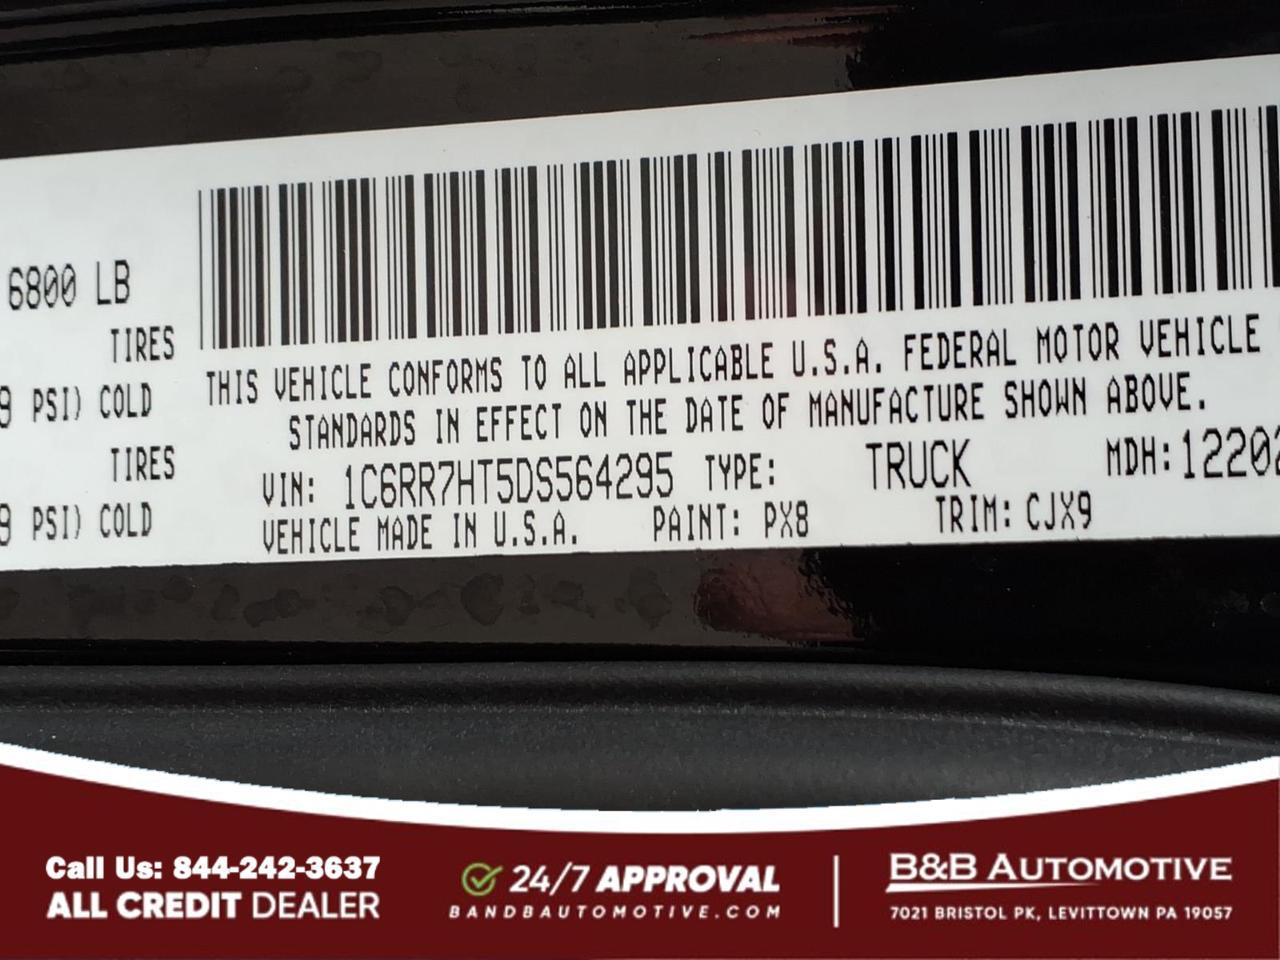 6800 LB
TIRES
9 PSI) COLD
TIRES
9 PSI) COLD
THIS VEHICLE CONFORMS TO ALL APPLICABLE U.S.A. FEDERAL MOTOR VEHICLE
STANDARDS IN EFFECT ON THE DATE OF MANUFACTURE SHOWN ABOVE.
VIN: 1C6RR7HT5DS564295 TYPE: TRUCK MDH: 12202
VEHICLE MADE IN U.S.A. PAINT: PX8 TRIM: CJX9
Call Us: 844-242-3637
ALL CREDIT DEALER
24/7 APPROVAL
BANDBAUTOMOTIVE.COM
B&B AUTOMOTIVE
7021 BRISTOL PK, LEVITTOWN PA 19057